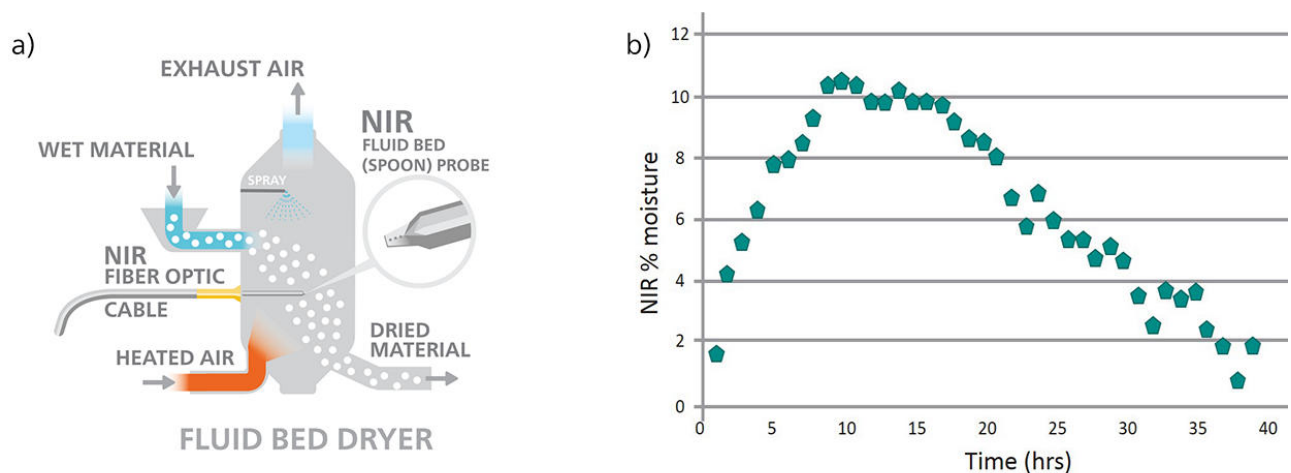 a)
EXHAUST AIR
NIR
FLUID BED
(SPOON) PROBE
WET MATERIAL
SPRAY
NIR
FIBER OPTIC
CABLE
HEATED AIR
DRIED
MATERIAL
FLUID BED DRYER
b)
NIR % moisture
12
10
8
6
4
2
0
0 5 10 15 20 25 30 35 40
Time (hrs)